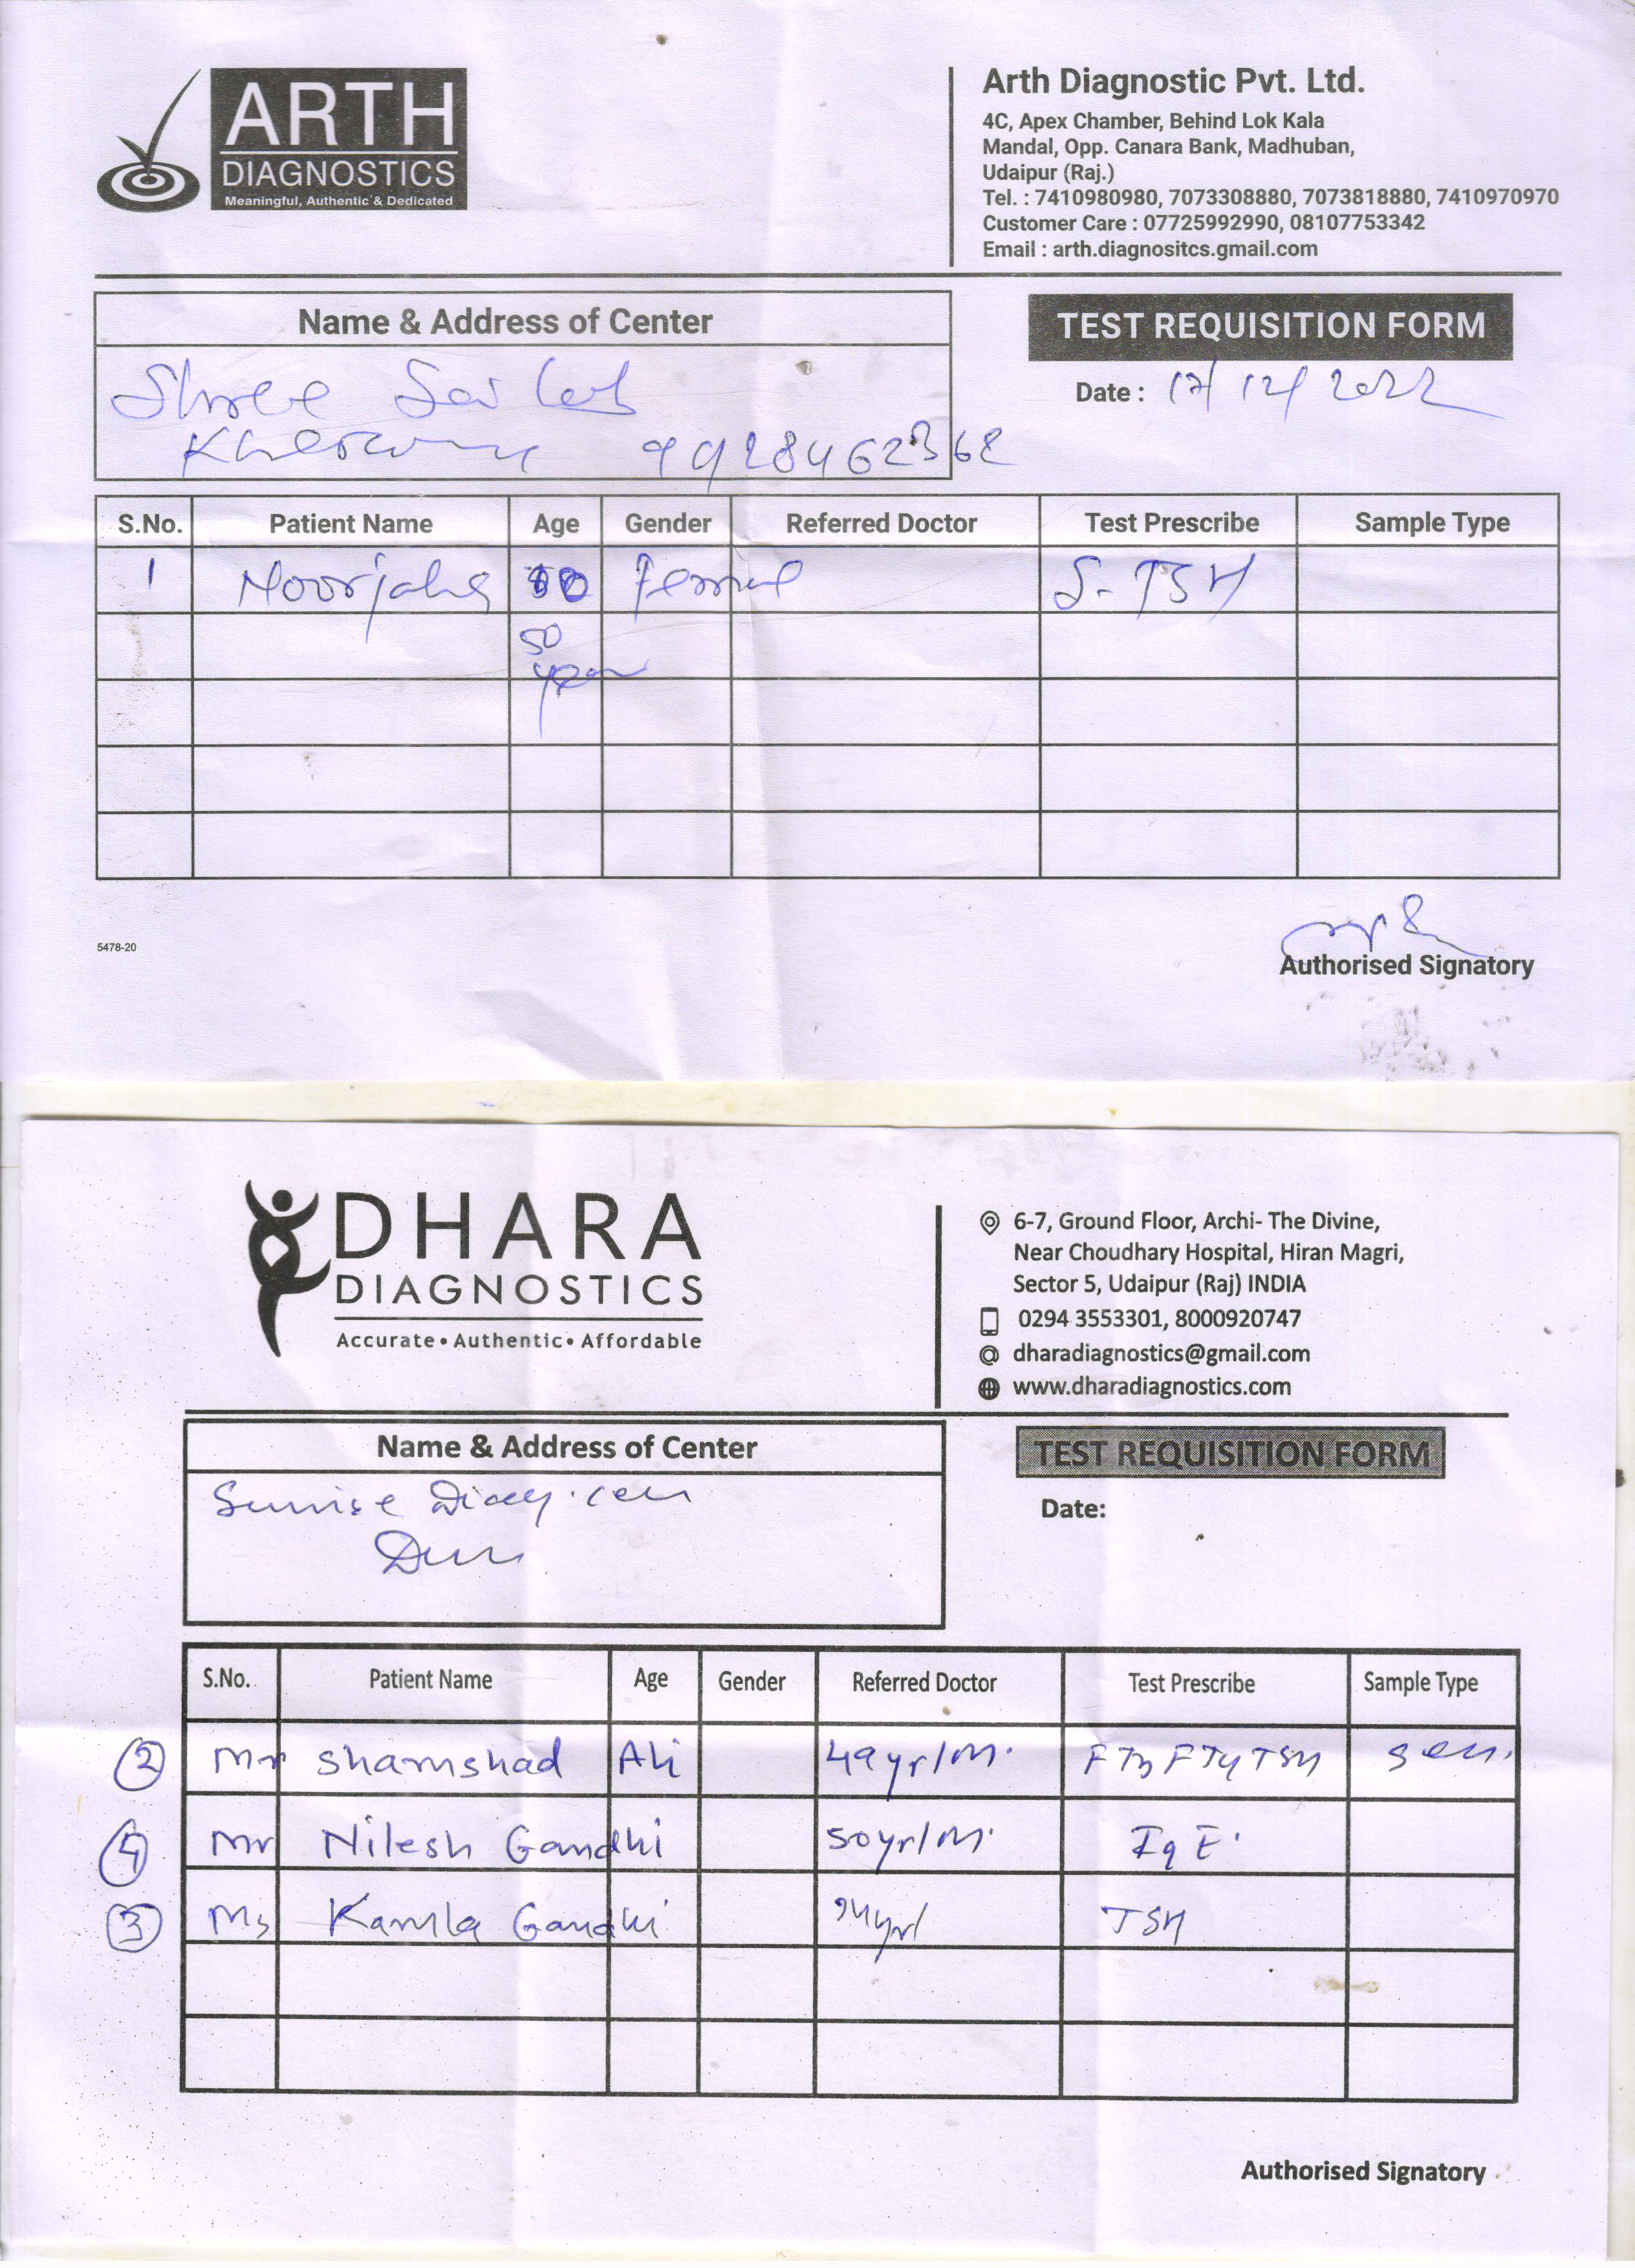 ARTH
DIAGNOSTICS
Meaningful, Authentic & Dedicated
Arth Diagnostic Pvt. Ltd.
4C, Apex Chamber, Behind Lok Kala
Mandal, Opp. Canara Bank, Madhuban,
Udaipur (Raj.)
Tel. : 7410980980, 7073308880, 7073818880, 7410970970
Customer Care : 07725992990, 08107753342
Email : arth.diagnositcs.gmail.com
Name & Address of Center
TEST REQUISITION FORM
Shree Sai Lab
Date : 17/12/2022
9928462368
S.No. Patient Name Age Gender Referred Doctor Test Prescribe Sample Type
1 Noorjaha 50 Female S-TSH
50
year
5478-20
Authorised Signatory
DHARA
DIAGNOSTICS
Accurate • Authentic • Affordable
6-7, Ground Floor, Archi- The Divine,
Near Choudhary Hospital, Hiran Magri,
Sector 5, Udaipur (Raj) INDIA
0294 3553301, 8000920747
dharadiagnostics@gmail.com
www.dharadiagnostics.com
Name & Address of Center
TEST REQUISITION FORM
Sunrise
Date:
S.No. Patient Name Age Gender Referred Doctor Test Prescribe Sample Type
2 Mr Shamshad Ali 49yr/M. FT3 FT4 TSH
Mr Nilesh Gandhi 50yr/M. IgE.
3 Ms Kamla Gandhi TSH
Authorised Signatory